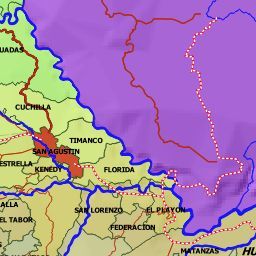 UADAS
CUCHILLA
TIMANCO
SAN AGUSTIN
ESTRELLA
KENEDY
FLORIDA
ALLA
SAN LORENZO
EL PLAYON
EL TABOR
FEDERACION
MATANZAS
HU